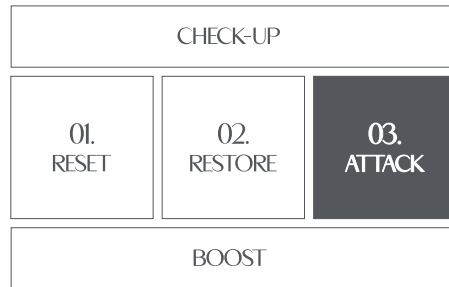 CHECK-UP
01.
RESET
02.
RESTORE
03.
ATTACK
BOOST